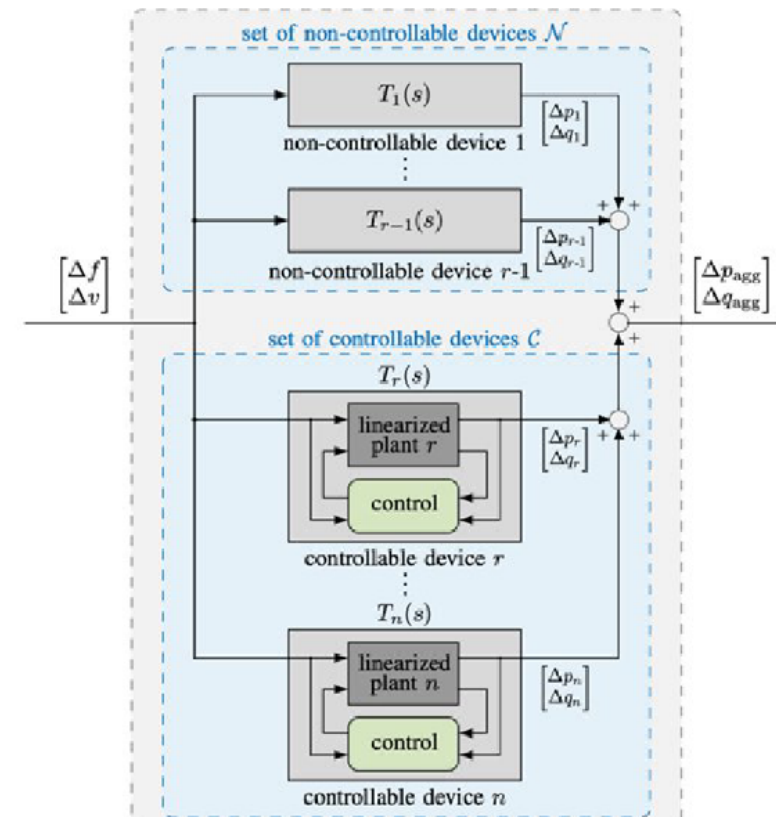 set of non-controllable devices 𝒩
T₁(s)
[Δp₁
Δq₁]
non-controllable device 1
⋮
Tᵣ₋₁(s)
[Δpᵣ₋₁
Δqᵣ₋₁]
non-controllable device r-1
+ +
[Δf
Δv]
+
[Δp_agg
Δq_agg]
+
set of controllable devices 𝒞
Tᵣ(s)
linearized
plant r
control
[Δpᵣ
Δqᵣ]
+ +
controllable device r
⋮
Tₙ(s)
linearized
plant n
control
[Δpₙ
Δqₙ]
controllable device n